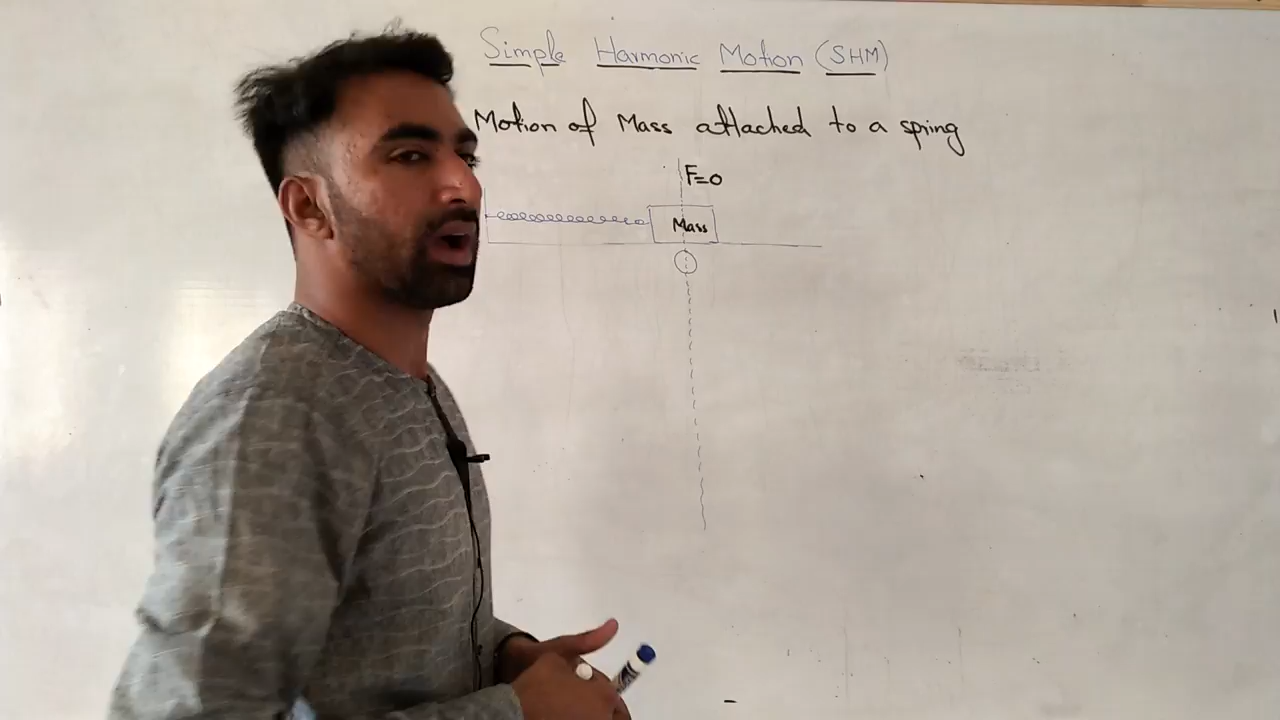 Simple Harmonic Motion (SHM)
Motion of Mass attached to a spring
F=0
Mass